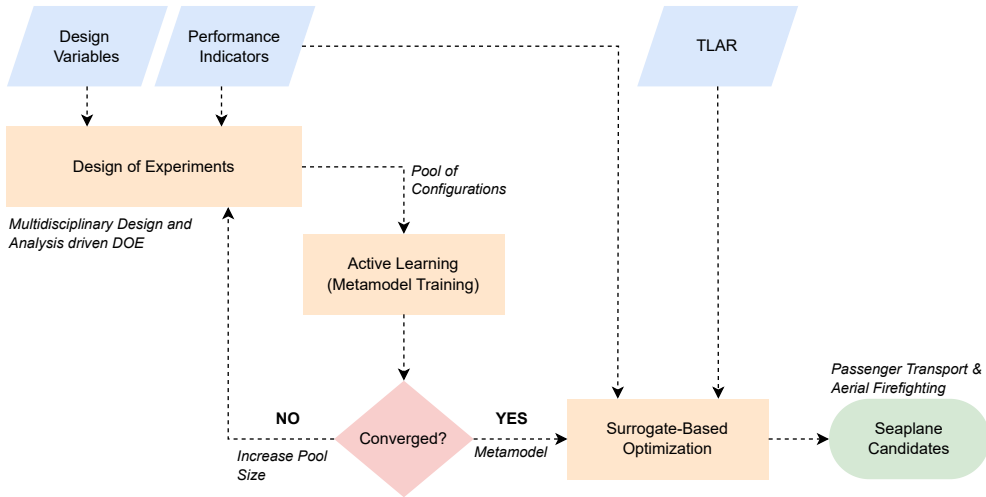 Design
Variables
Performance
Indicators
TLAR
Design of Experiments
Pool of
Configurations
Multidisciplinary Design and
Analysis driven DOE
Active Learning
(Metamodel Training)
Passenger Transport &
Aerial Firefighting
NO
Converged?
YES
Increase Pool
Size
Metamodel
Surrogate-Based
Optimization
Seaplane
Candidates